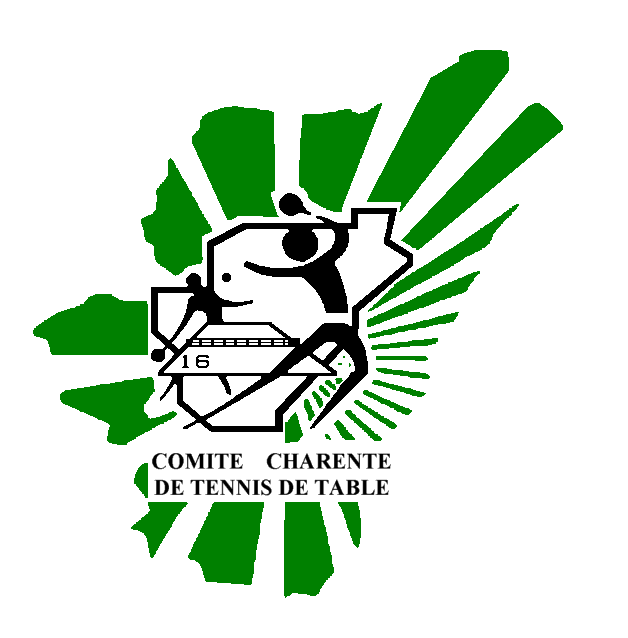 16
COMITE CHARENTE
DE TENNIS DE TABLE